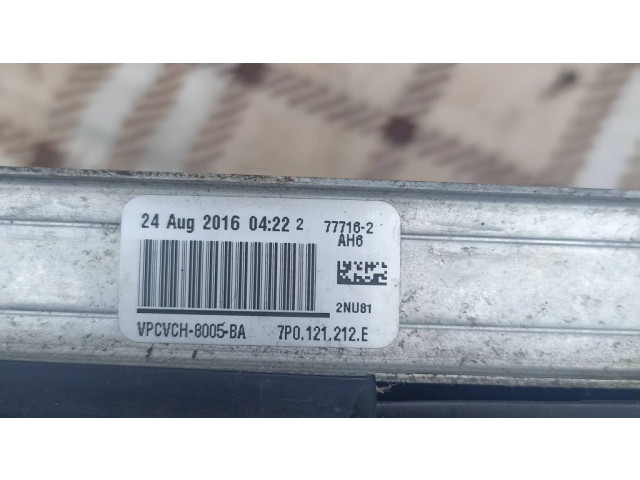 24 Aug 2016 04:22 2 77716-2
AH6
2NU81
VPCVCH-8005-BA 7P0.121.212.E